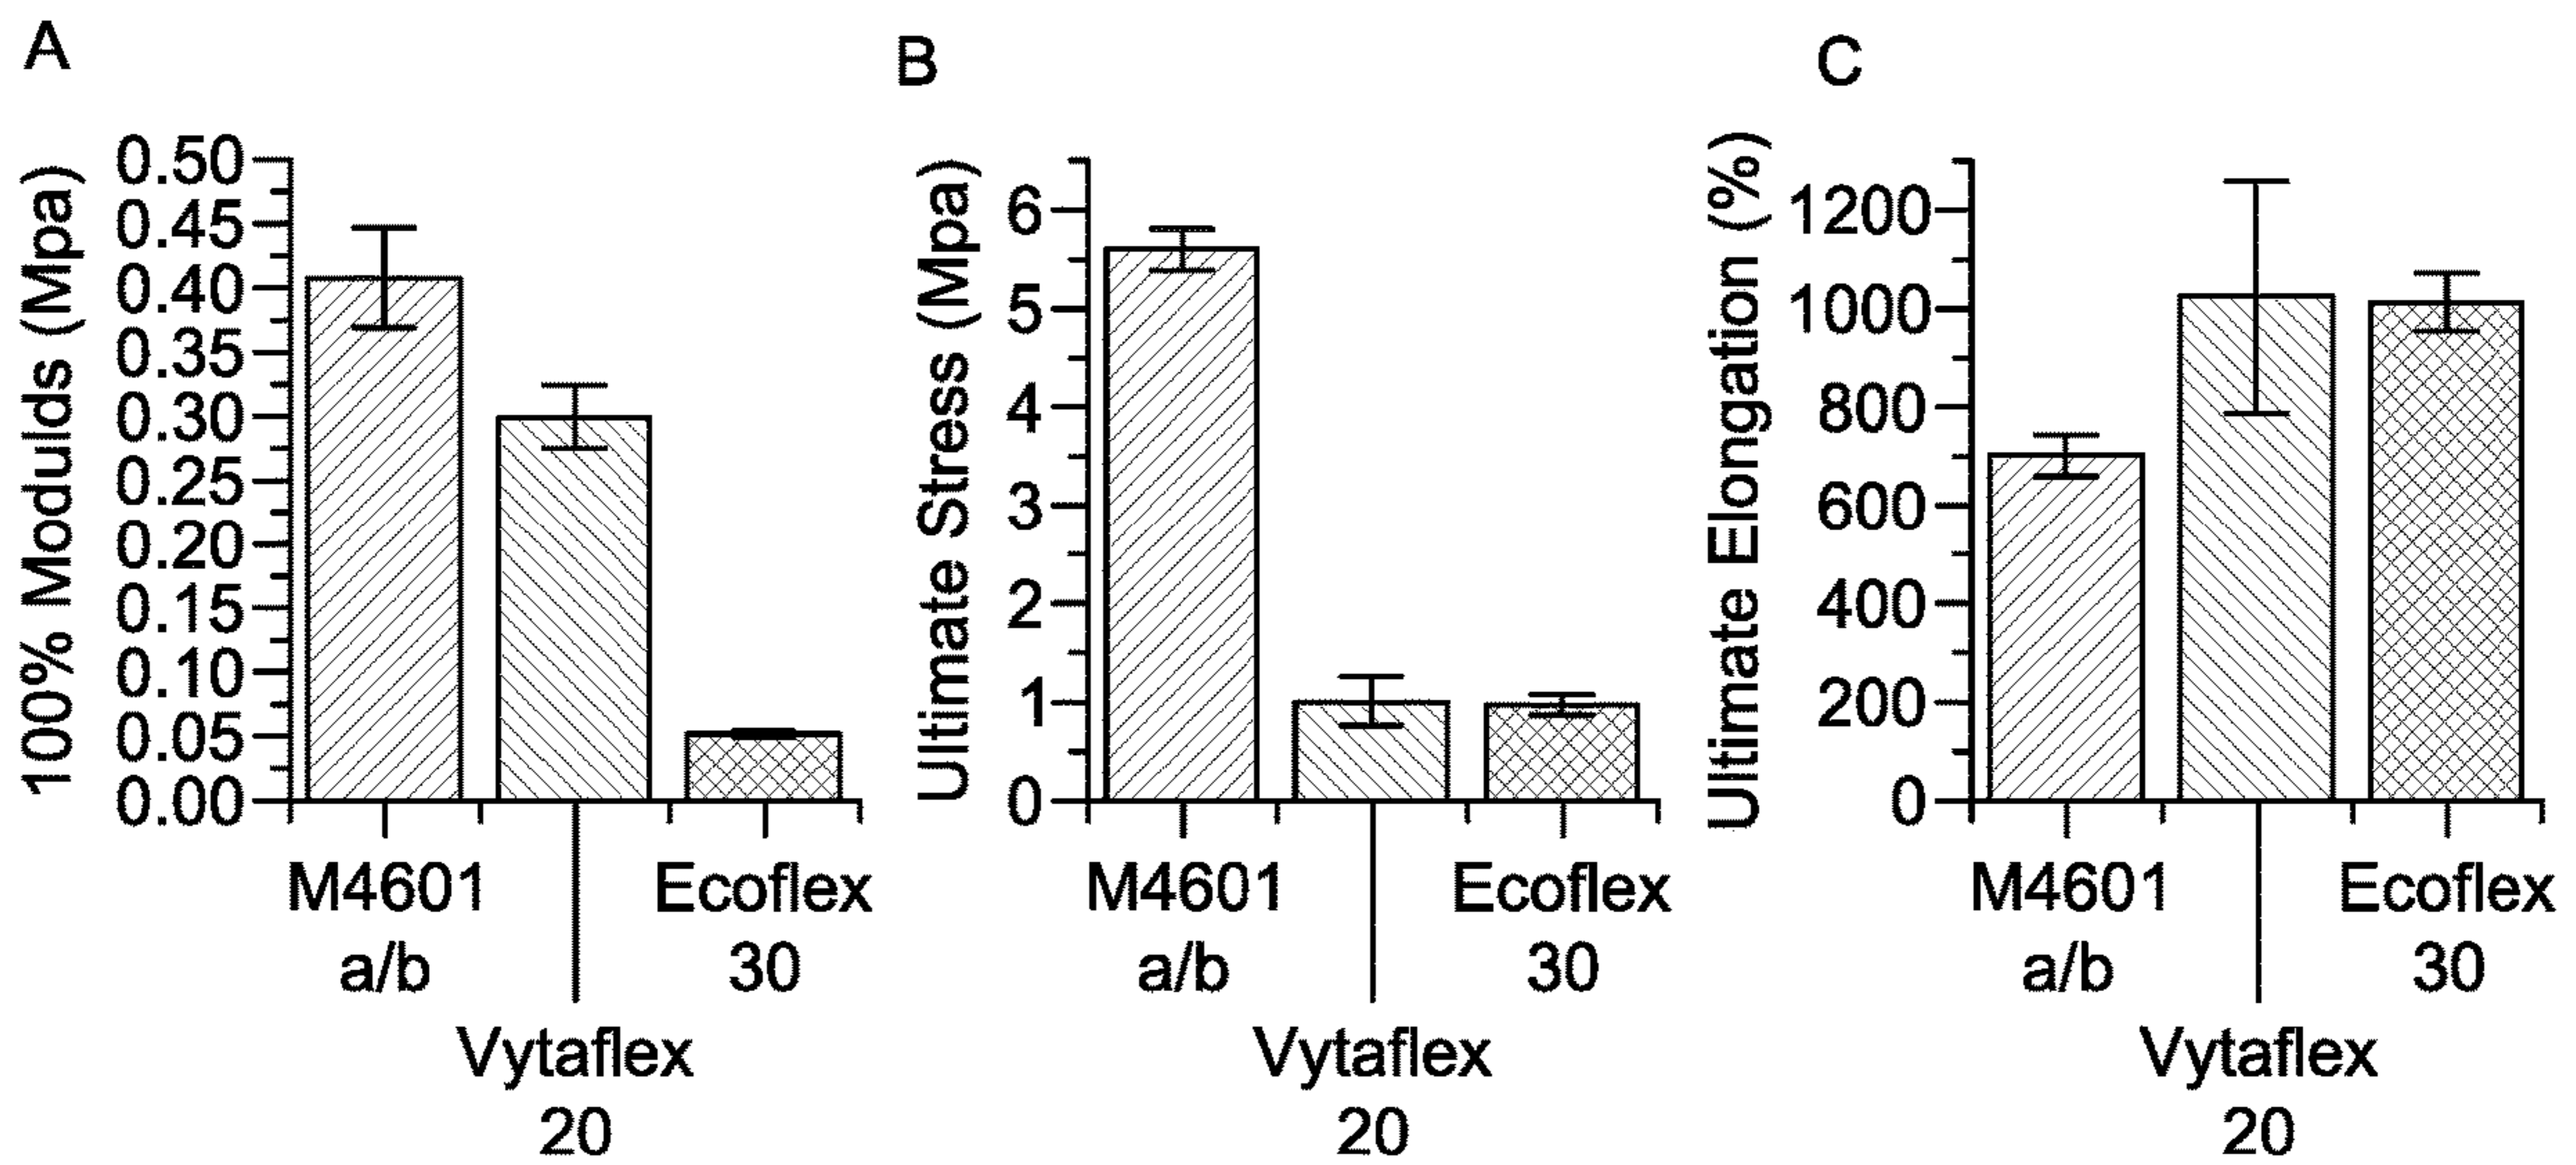 A
100% Modulds (Mpa)
0.50
0.45
0.40
0.35
0.30
0.25
0.20
0.15
0.10
0.05
0.00
M4601
a/b
Vytaflex
20
Ecoflex
30
B
Ultimate Stress (Mpa)
6
5
4
3
2
1
0
M4601
a/b
Vytaflex
20
Ecoflex
30
C
Ultimate Elongation (%)
1200
1000
800
600
400
200
0
M4601
a/b
Vytaflex
20
Ecoflex
30